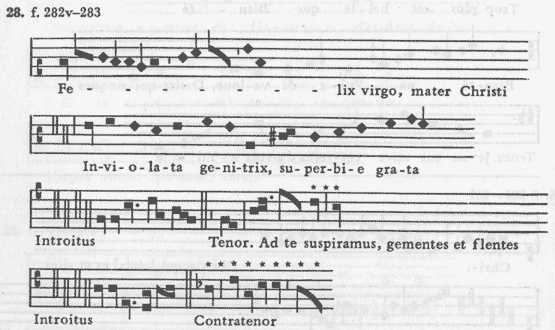 28. f. 282v–283
Fe - - - lix virgo, mater Christi
In-vi-o-la-ta ge-ni-trix, su-per-bi-e gra-ta
Introitus Tenor. Ad te suspiramus, gementes et flentes
Introitus Contratenor